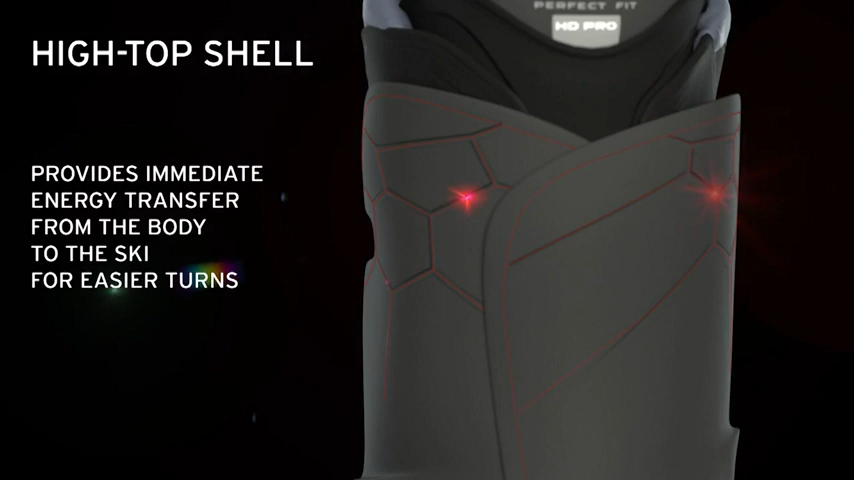 PERFECT FIT
HD PRO
HIGH-TOP SHELL
PROVIDES IMMEDIATE
ENERGY TRANSFER
FROM THE BODY
TO THE SKI
FOR EASIER TURNS